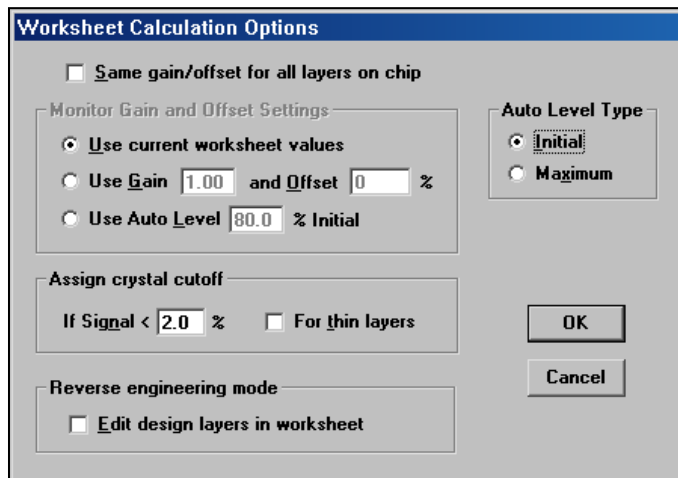 Worksheet Calculation Options
Same gain/offset for all layers on chip
Monitor Gain and Offset Settings
Use current worksheet values
Use Gain 1.00 and Offset 0 %
Use Auto Level 80.0 % Initial
Auto Level Type
Initial
Maximum
Assign crystal cutoff
If Signal < 2.0 % For thin layers
OK
Cancel
Reverse engineering mode
Edit design layers in worksheet